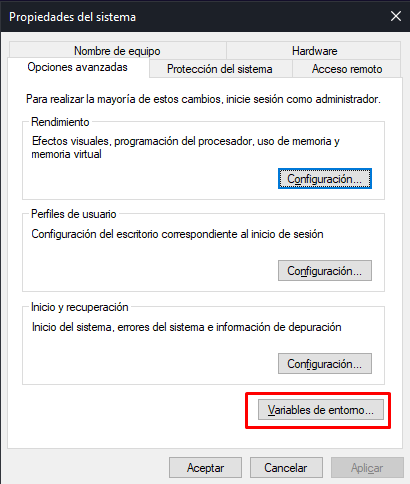 Propiedades del sistema
Nombre de equipo
Hardware
Opciones avanzadas
Protección del sistema
Acceso remoto
Para realizar la mayoría de estos cambios, inicie sesión como administrador.
Rendimiento
Efectos visuales, programación del procesador, uso de memoria y
memoria virtual
Configuración...
Perfiles de usuario
Configuración del escritorio correspondiente al inicio de sesión
Configuración...
Inicio y recuperación
Inicio del sistema, errores del sistema e información de depuración
Configuración...
Variables de entorno...
Aceptar
Cancelar
Aplicar